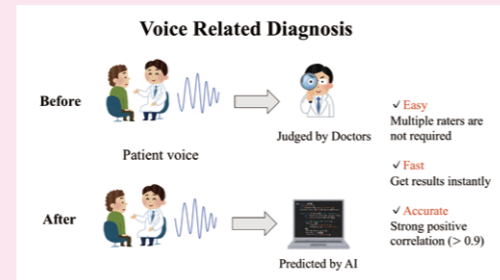 Voice Related Diagnosis
Before
Patient voice
Judged by Doctors
✓ Easy
Multiple raters are
not required
✓ Fast
Get results instantly
After
Predicted by AI
✓ Accurate
Strong positive
correlation (> 0.9)